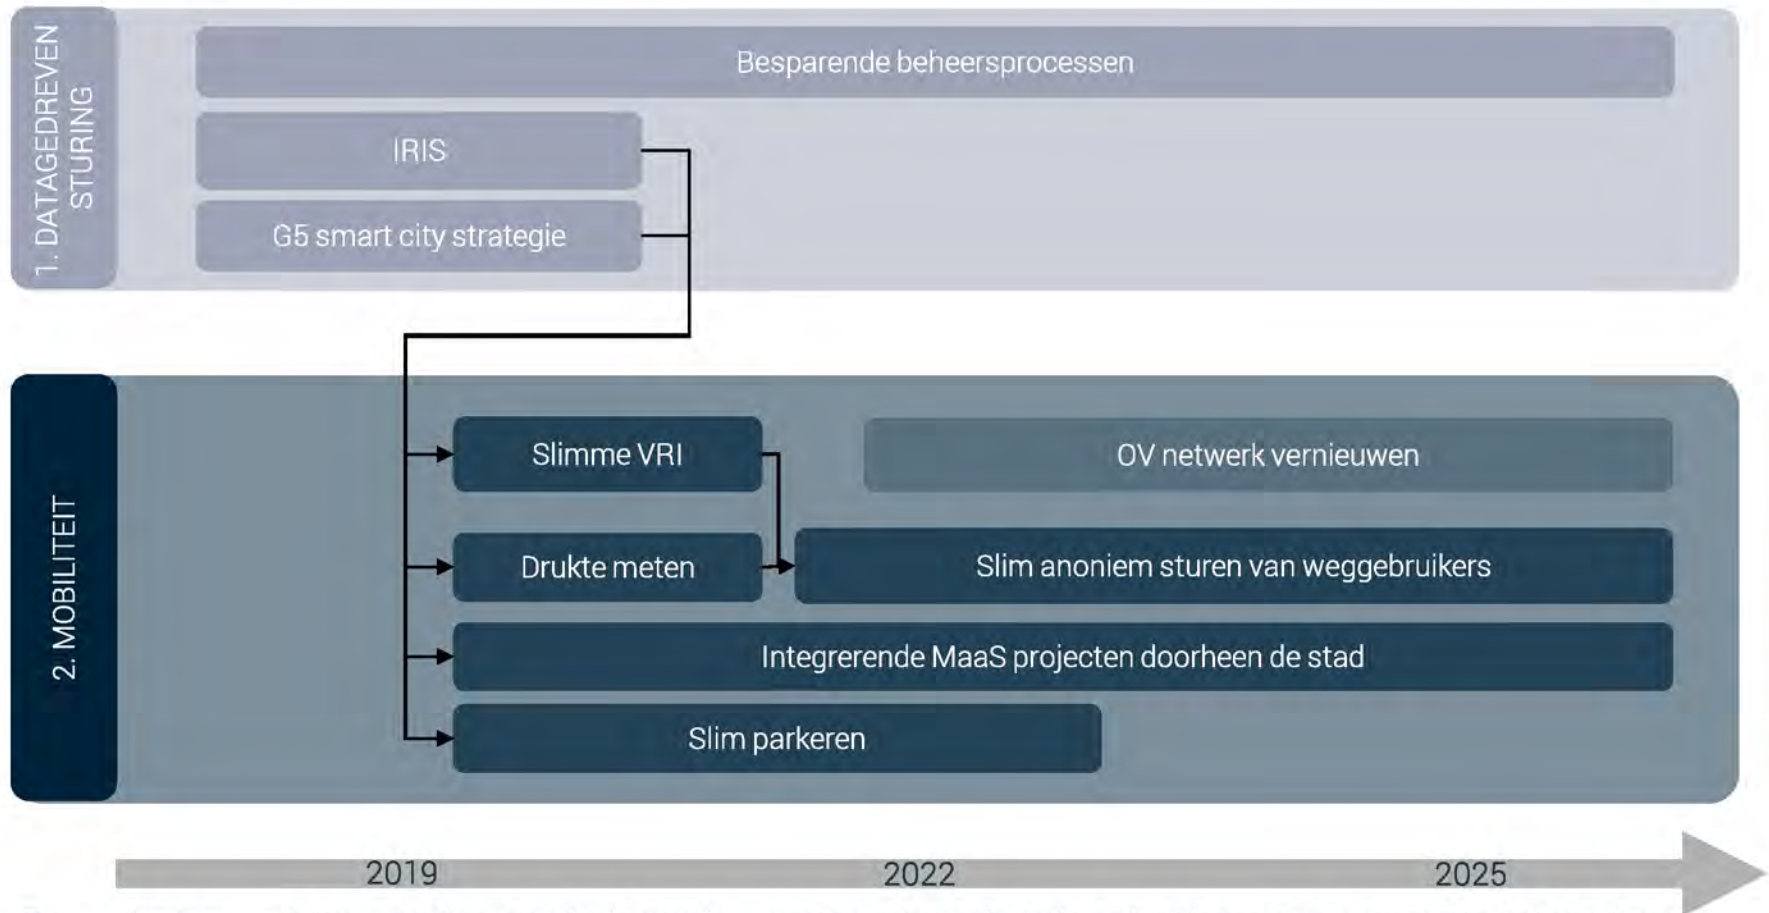 1. DATAGEDREVEN
STURING
Besparende beheersprocessen
IRIS
G5 smart city strategie
2. MOBILITEIT
Slimme VRI
OV netwerk vernieuwen
Drukte meten
Slim anoniem sturen van weggebruikers
Integrerende MaaS projecten doorheen de stad
Slim parkeren
2019
2022
2025